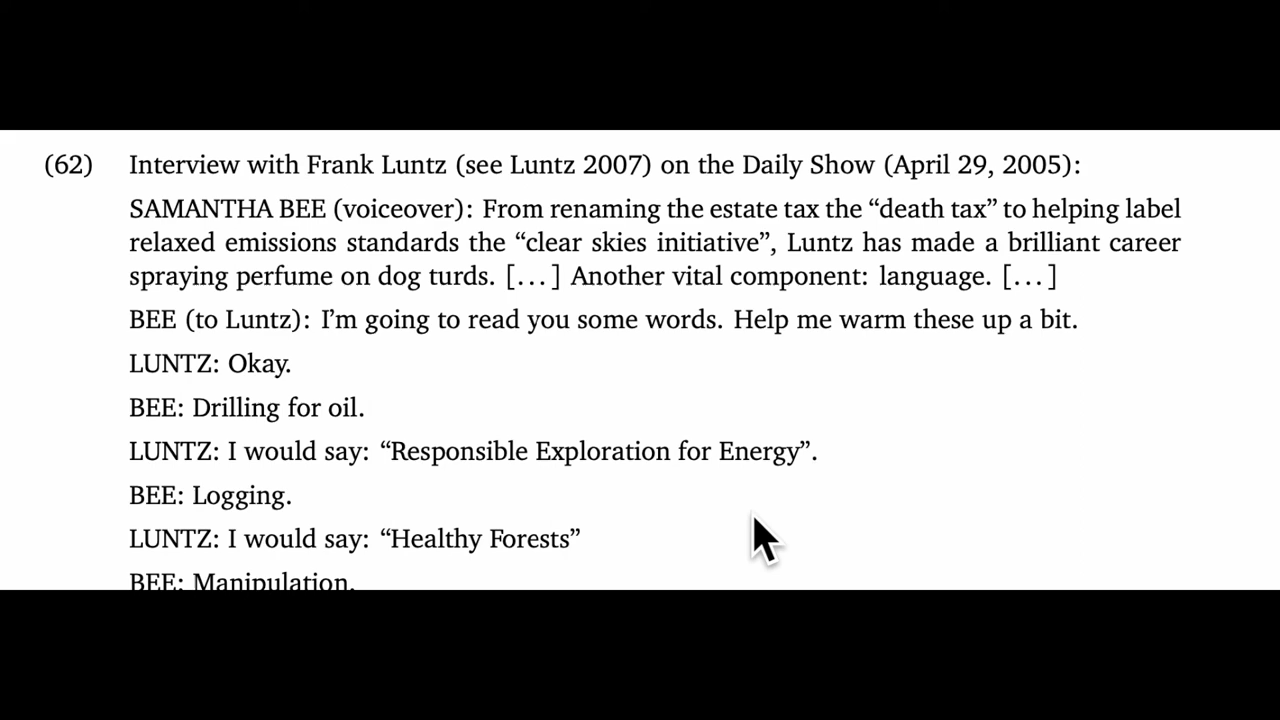 (62) Interview with Frank Luntz (see Luntz 2007) on the Daily Show (April 29, 2005):
SAMANTHA BEE (voiceover): From renaming the estate tax the “death tax” to helping label
relaxed emissions standards the “clear skies initiative”, Luntz has made a brilliant career
spraying perfume on dog turds. [...] Another vital component: language. [...]
BEE (to Luntz): I’m going to read you some words. Help me warm these up a bit.
LUNTZ: Okay.
BEE: Drilling for oil.
LUNTZ: I would say: “Responsible Exploration for Energy”.
BEE: Logging.
LUNTZ: I would say: “Healthy Forests”
BEE: Manipulation.